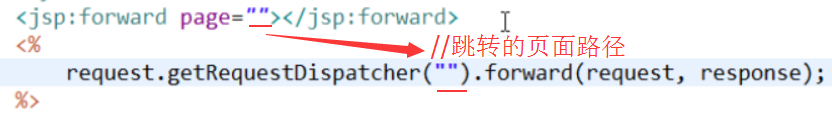 <jsp:forward page=""></jsp:forward>
<%
//跳转的页面路径
request.getRequestDispatcher("").forward(request, response);
%>